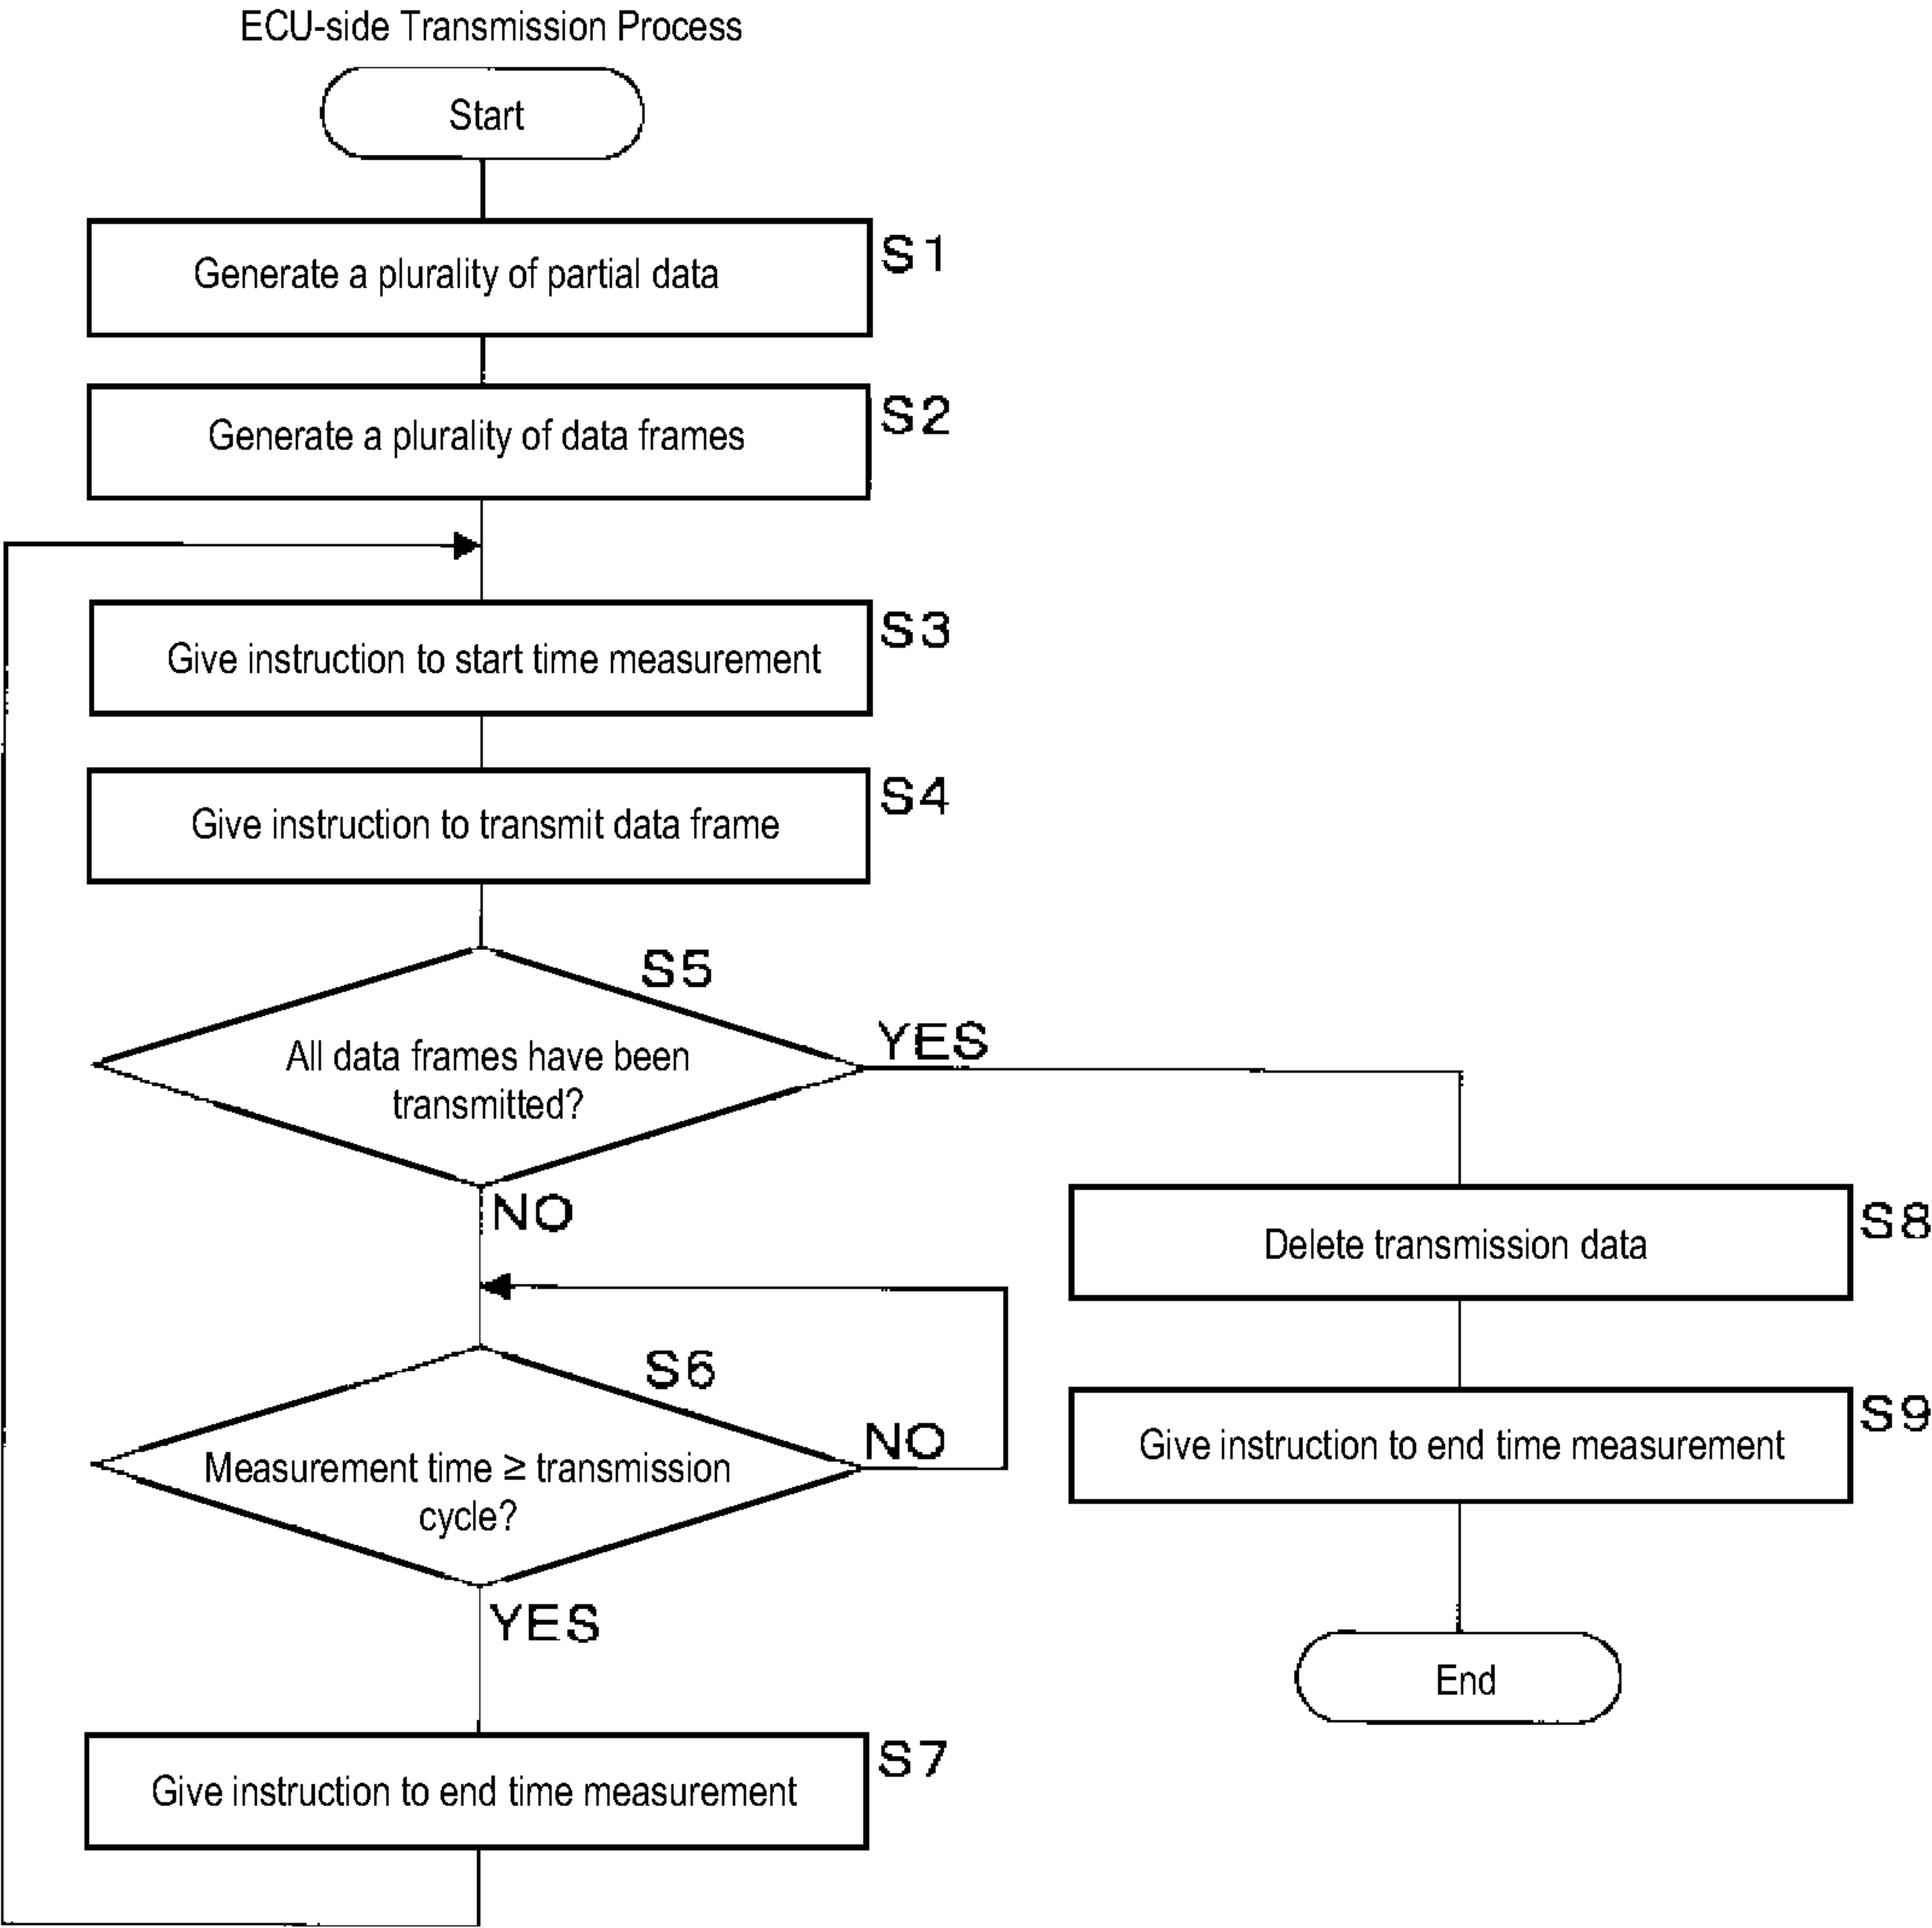 ECU-side Transmission Process
Start
Generate a plurality of partial data
S1
Generate a plurality of data frames
S2
Give instruction to start time measurement
S3
Give instruction to transmit data frame
S4
S5
All data frames have been
transmitted?
YES
NO
S6
Measurement time ≥ transmission
cycle?
NO
YES
Give instruction to end time measurement
S7
Delete transmission data
S8
Give instruction to end time measurement
S9
End